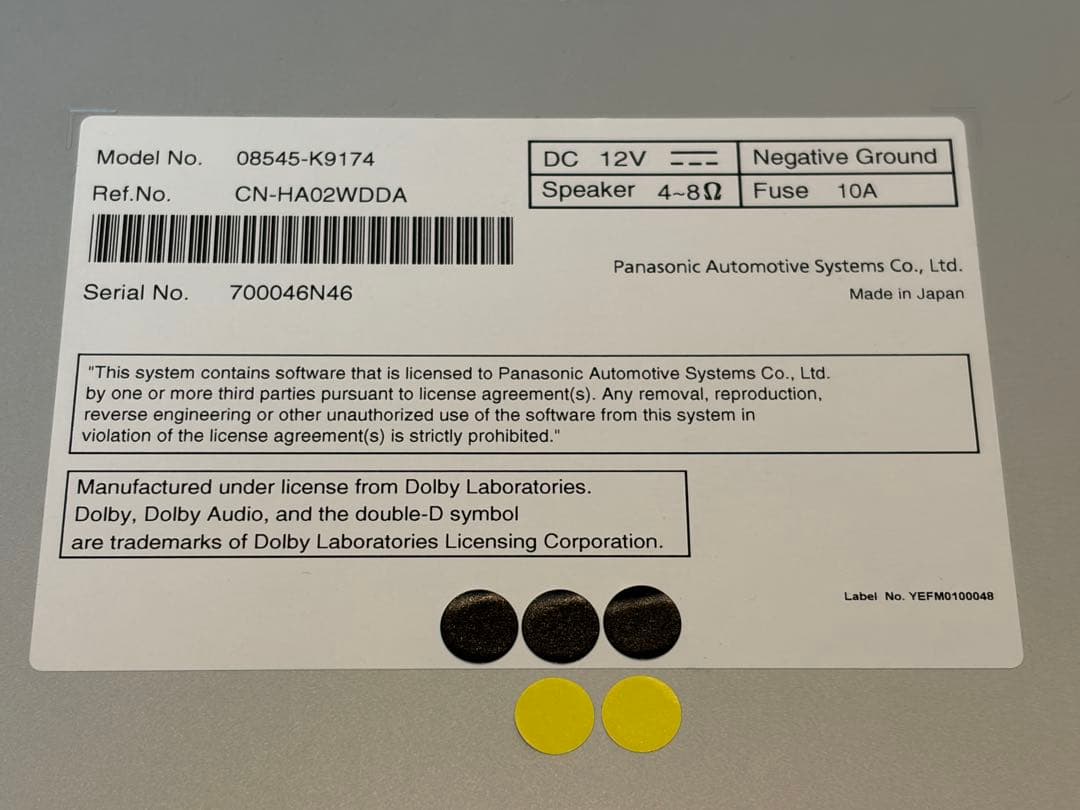 Model No. 08545-K9174
Ref.No. CN-HA02WDDA
Serial No. 700046N46
DC 12V Negative Ground
Speaker 4~8Ω Fuse 10A
Panasonic Automotive Systems Co., Ltd.
Made in Japan
"This system contains software that is licensed to Panasonic Automotive Systems Co., Ltd.
by one or more third parties pursuant to license agreement(s). Any removal, reproduction,
reverse engineering or other unauthorized use of the software from this system in
violation of the license agreement(s) is strictly prohibited."
Manufactured under license from Dolby Laboratories.
Dolby, Dolby Audio, and the double-D symbol
are trademarks of Dolby Laboratories Licensing Corporation.
Label No. YEFM0100048